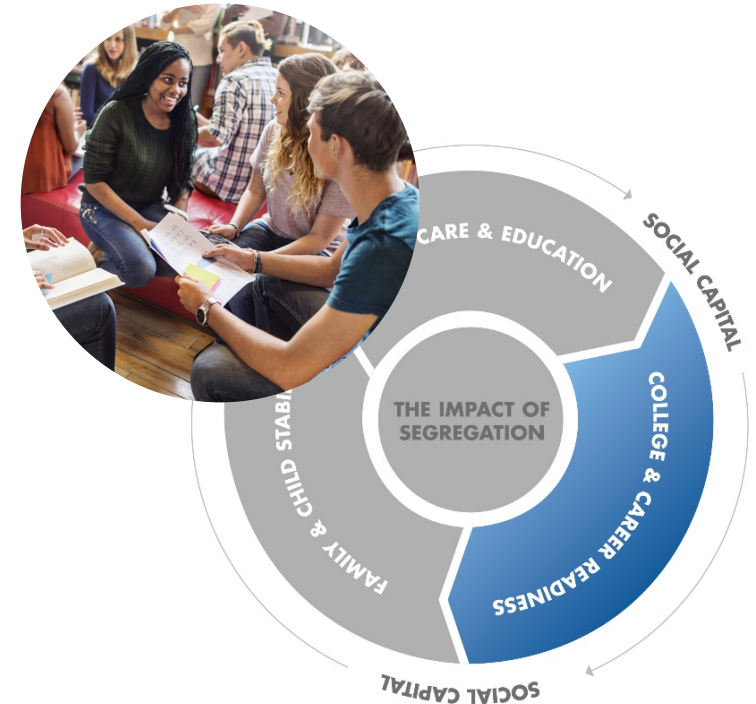 CARE & EDUCATION
SOCIAL CAPITAL
THE IMPACT OF
SEGREGATION
COLLEGE & CAREER READINESS
FAMILY & CHILD STABI
SOCIAL CAPITAL